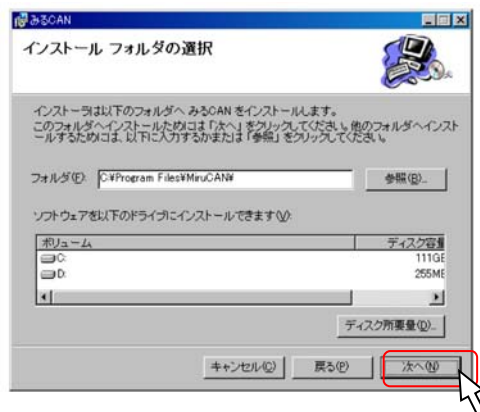 みるCAN
インストール フォルダの選択
インストーラは以下のフォルダへ みるCAN をインストールします。
このフォルダへインストールするためには「次へ」をクリックしてください。他のフォルダへインスト
ールするためには、以下に入力するかまたは「参照」をクリックしてください。
フォルダ(F):
C:¥Program Files¥MiruCAN¥
参照(R)...
ソフトウェアを以下のドライブにインストールできます(V):
ボリューム ディスク容量
C: 111GB
D: 255MB
ディスク所要量(D)...
キャンセル(C) 戻る(P) 次へ(N)